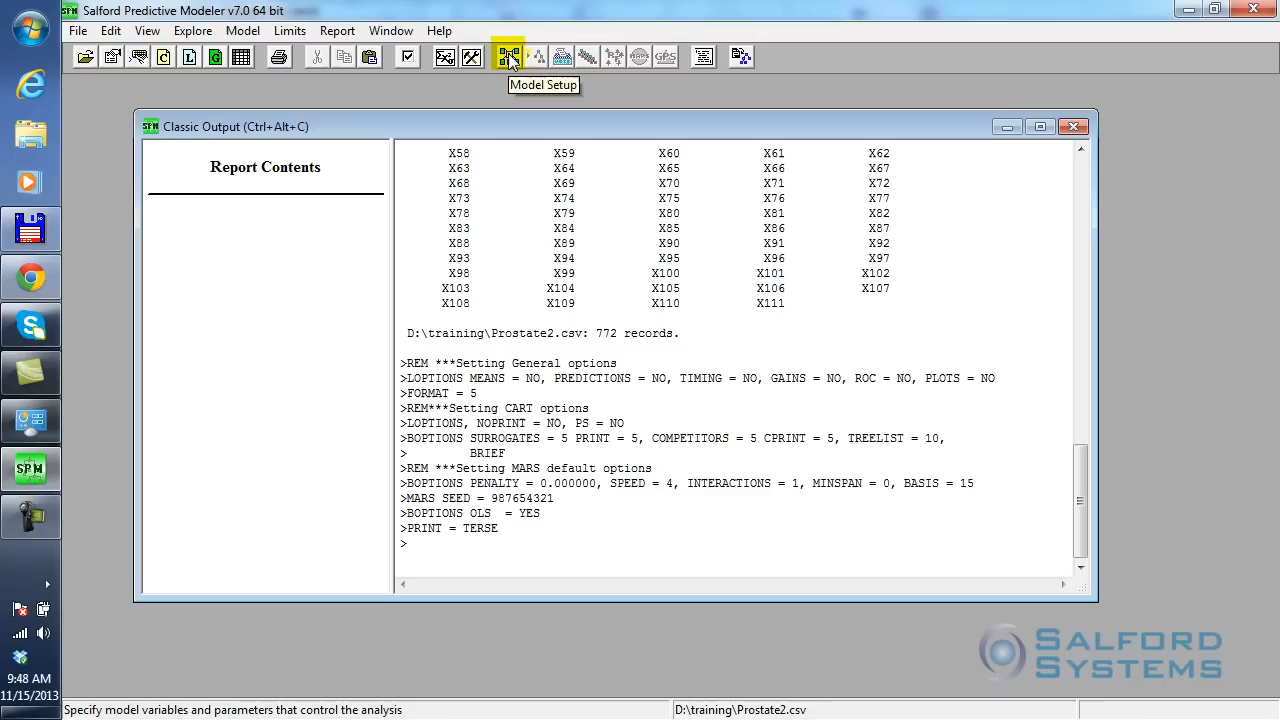 Salford Predictive Modeler v7.0 64 bit
File Edit View Explore Model Limits Report Window Help
C L G MARS GPS
Model Setup
SPM Classic Output (Ctrl+Alt+C)
Report Contents
X58 X59 X60 X61 X62
X63 X64 X65 X66 X67
X68 X69 X70 X71 X72
X73 X74 X75 X76 X77
X78 X79 X80 X81 X82
X83 X84 X85 X86 X87
X88 X89 X90 X91 X92
X93 X94 X95 X96 X97
X98 X99 X100 X101 X102
X103 X104 X105 X106 X107
X108 X109 X110 X111
D:\training\Prostate2.csv: 772 records.
>REM ***Setting General options
>LOPTIONS MEANS = NO, PREDICTIONS = NO, TIMING = NO, GAINS = NO, ROC = NO, PLOTS = NO
>FORMAT = 5
>REM***Setting CART options
>LOPTIONS, NOPRINT = NO, PS = NO
>BOPTIONS SURROGATES = 5 PRINT = 5, COMPETITORS = 5 CPRINT = 5, TREELIST = 10,
> BRIEF
>REM ***Setting MARS default options
>BOPTIONS PENALTY = 0.000000, SPEED = 4, INTERACTIONS = 1, MINSPAN = 0, BASIS = 15
>MARS SEED = 987654321
>BOPTIONS OLS = YES
>PRINT = TERSE
>
SPM
9:48 AM
11/15/2013
SALFORD
SYSTEMS
Specify model variables and parameters that control the analysis
D:\training\Prostate2.csv